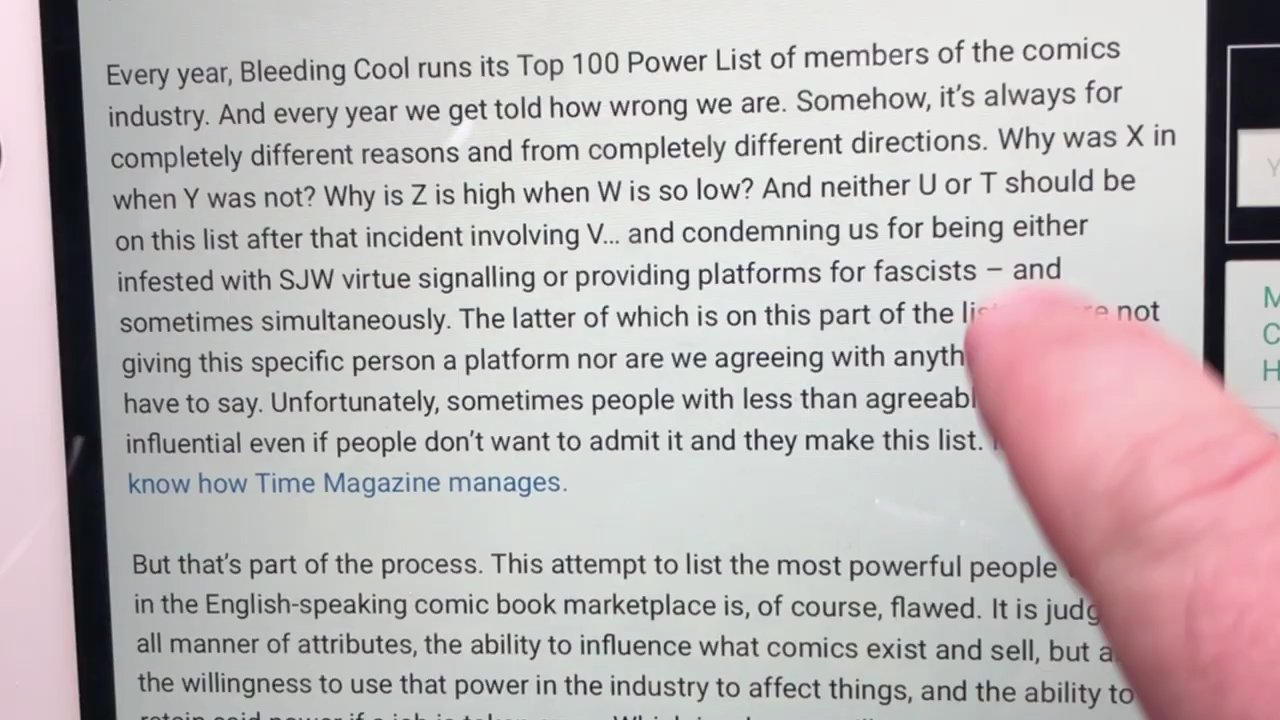 Every year, Bleeding Cool runs its Top 100 Power List of members of the comics
industry. And every year we get told how wrong we are. Somehow, it's always for
completely different reasons and from completely different directions. Why was X in
when Y was not? Why is Z is high when W is so low? And neither U or T should be
on this list after that incident involving V... and condemning us for being either
infested with SJW virtue signalling or providing platforms for fascists – and
sometimes simultaneously. The latter of which is on this part of the not
giving this specific person a platform nor are we agreeing with
have to say. Unfortunately, sometimes people with less than
influential even if people don't want to admit it and they make this list.
know how Time Magazine manages.
But that's part of the process. This attempt to list the most powerful people
in the English-speaking comic book marketplace is, of course, flawed. It is
all manner of attributes, the ability to influence what comics exist and sell, but
the willingness to use that power in the industry to affect things, and the ability to
Y
M
C
H